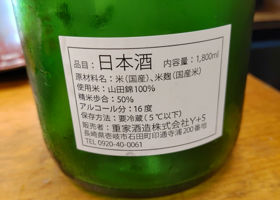 品目：日本酒 内容量：1,800ml
原材料名：米（国産）、米麹（国産米）
使用米：山田錦100％
精米歩合：50％
アルコール分：16度
保存方法：要冷蔵（5℃以下）
販売者：重家酒造株式会社Y+S
長崎県壱岐市石田町印通寺浦200番地
TEL 0920-40-0061